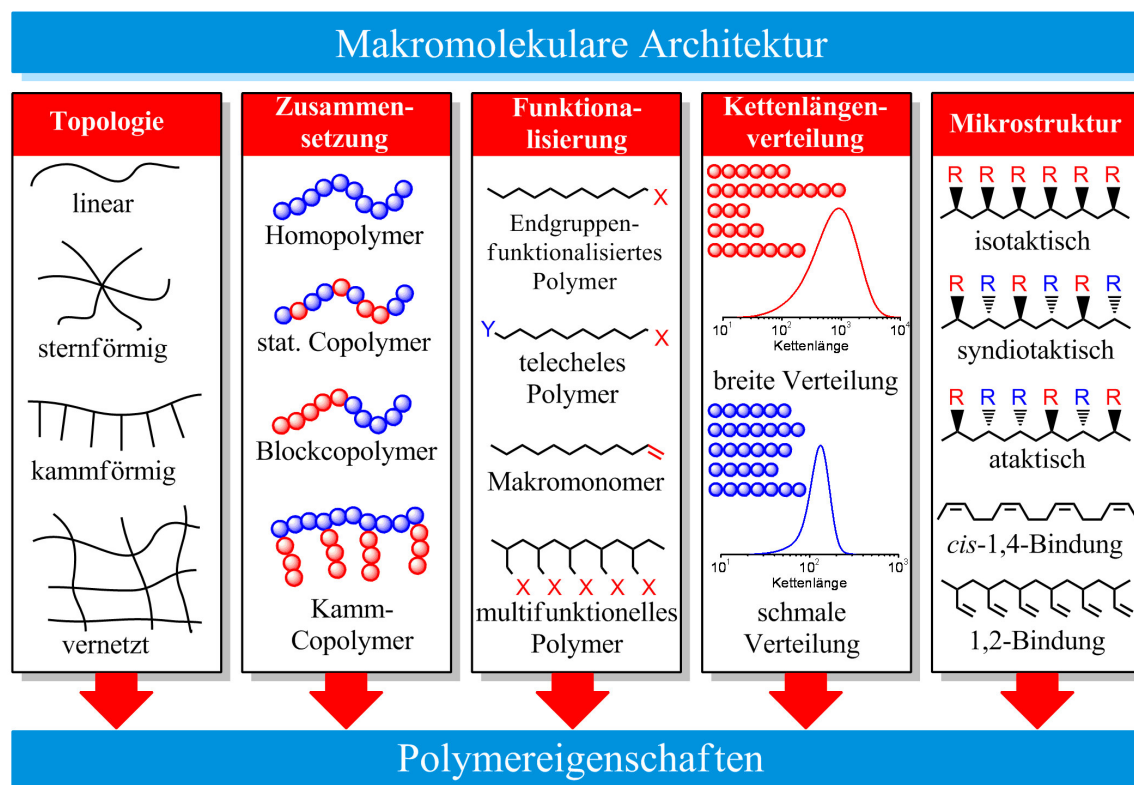 Makromolekulare Architektur
Topologie
linear
sternförmig
kammförmig
vernetzt
Zusammen-
setzung
Homopolymer
stat. Copolymer
Blockcopolymer
Kamm-
Copolymer
Funktiona-
lisierung
X
Endgruppen-
funktionalisiertes
Polymer
Y X
telecheles
Polymer
Makromonomer
X X X X X
multifunktionelles
Polymer
Kettenlängen-
verteilung
10¹ 10² 10³ 10⁴
Kettenlänge
breite Verteilung
10¹ 10² 10³
Kettenlänge
schmale
Verteilung
Mikrostruktur
R R R R R R
isotaktisch
R R R R R R
syndiotaktisch
R R R R R R
ataktisch
cis-1,4-Bindung
1,2-Bindung
Polymereigenschaften